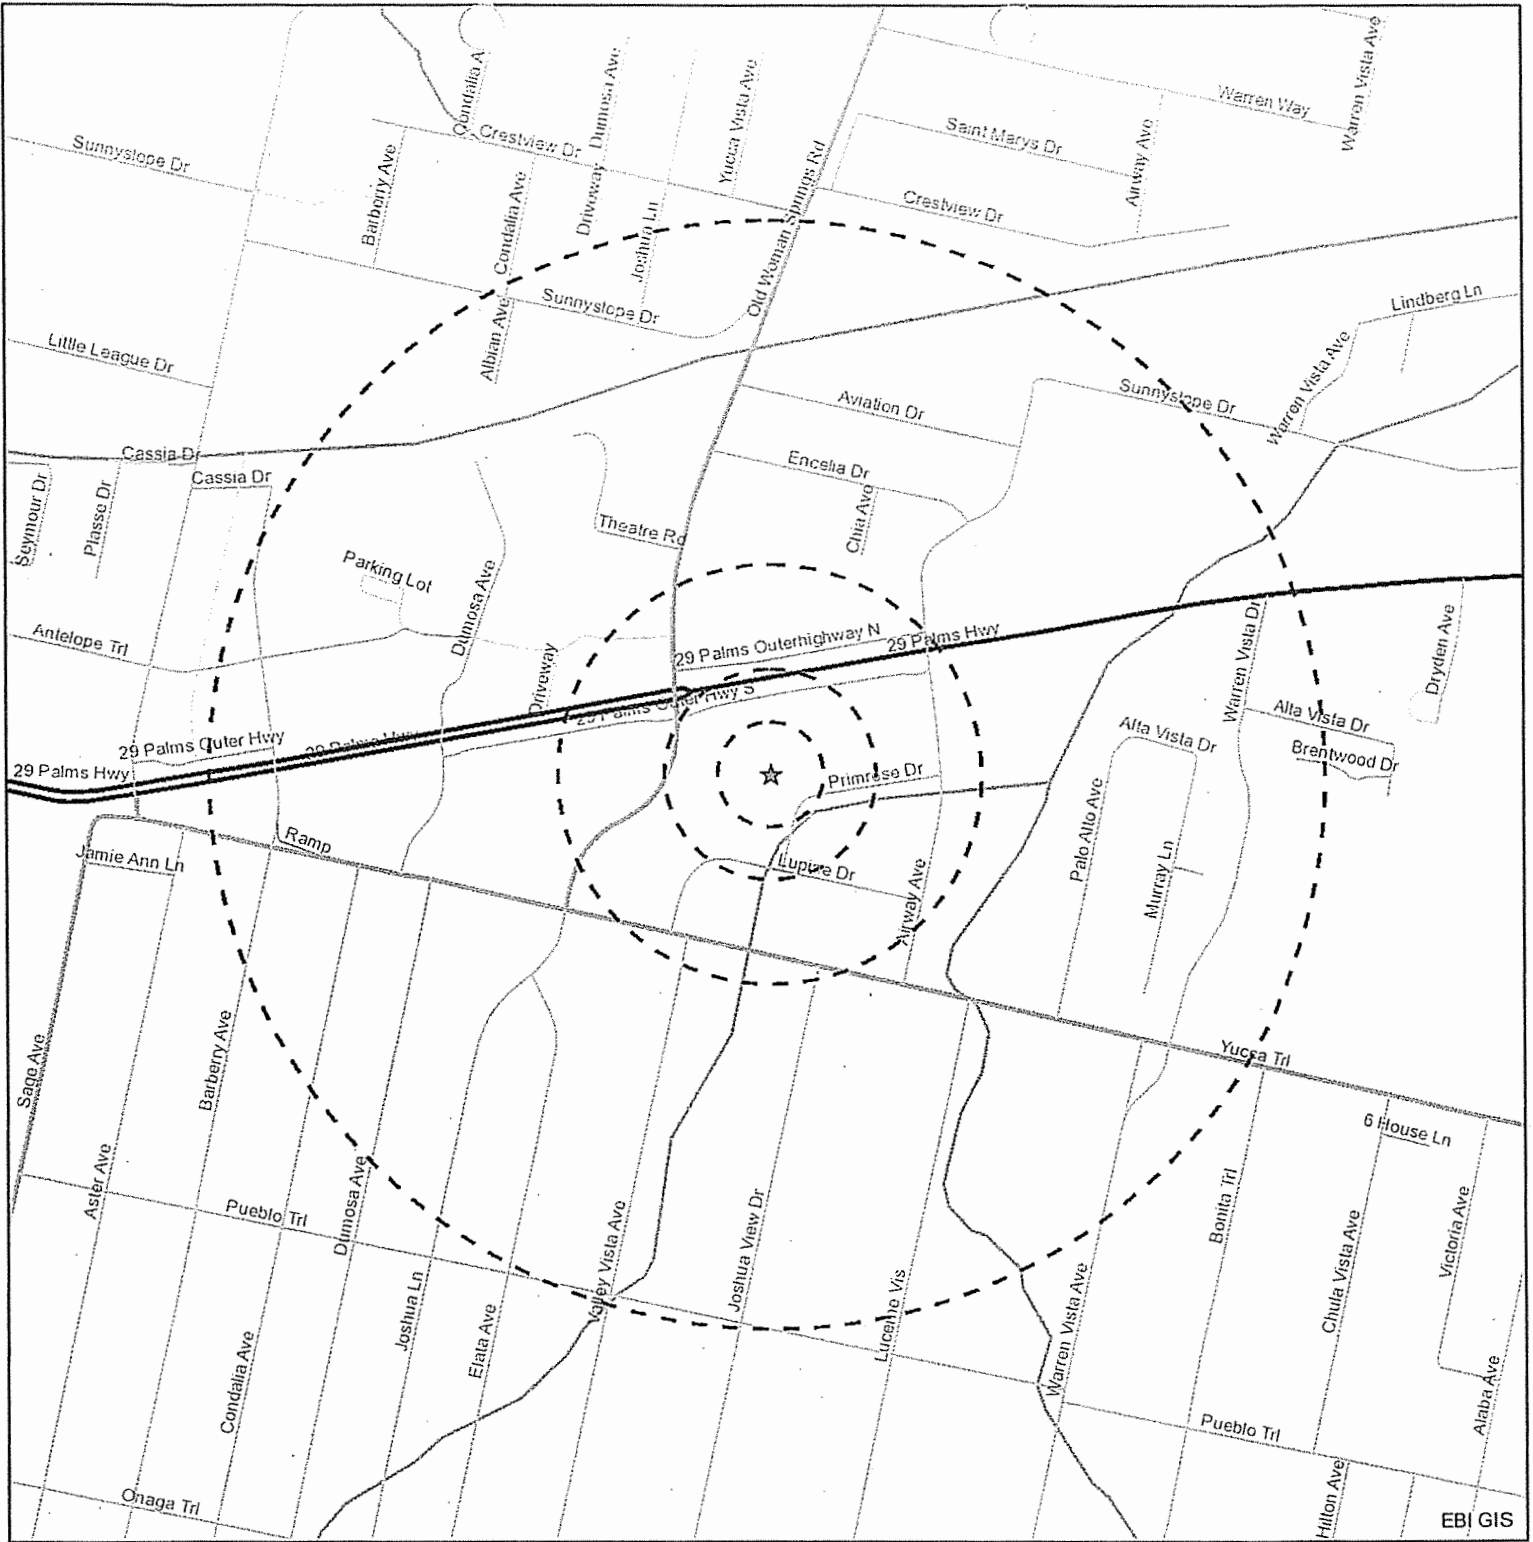 Condalia A
Dumosa Ave
Yucca Vista Ave
Warren Way
Warren Vista Ave
Sunnyslope Dr
Crestview Dr
Barberry Ave
Condalia Ave
Driveway
Joshua Ln
Old Woman Springs Rd
Saint Marys Dr
Airway Ave
Crestview Dr
Sunnyslope Dr
Albian Ave
Little League Dr
Lindberg Ln
Warren Vista Ave
Aviation Dr
Sunnyslope Dr
Cassia Dr
Cassia Dr
Seymour Dr
Plasse Dr
Encelia Dr
Chia Ave
Theatre Rd
Parking Lot
Dumosa Ave
Antelope Trl
Driveway
29 Palms Outerhighway N
29 Palms Hwy
29 Palms Outer Hwy S
Warren Vista Dr
Dryden Ave
29 Palms Outer Hwy
29 Palms Hwy
29 Palms Hwy
Alta Vista Dr
Alta Vista Dr
Brentwood Dr
Primrose Dr
Palo Alto Ave
Ramp
Jamie Ann Ln
Lupine Dr
Airway Ave
Murray Ln
Sage Ave
Barberry Ave
Yucca Trl
6 House Ln
Aster Ave
Pueblo Trl
Dumosa Ave
Valley Vista Ave
Joshua View Dr
Bonita Trl
Chula Vista Ave
Victoria Ave
Joshua Ln
Elata Ave
Condalia Ave
Lucerne Vis
Warren Vista Ave
Alaba Ave
Pueblo Trl
Onaga Trl
Hilton Ave
EBI GIS